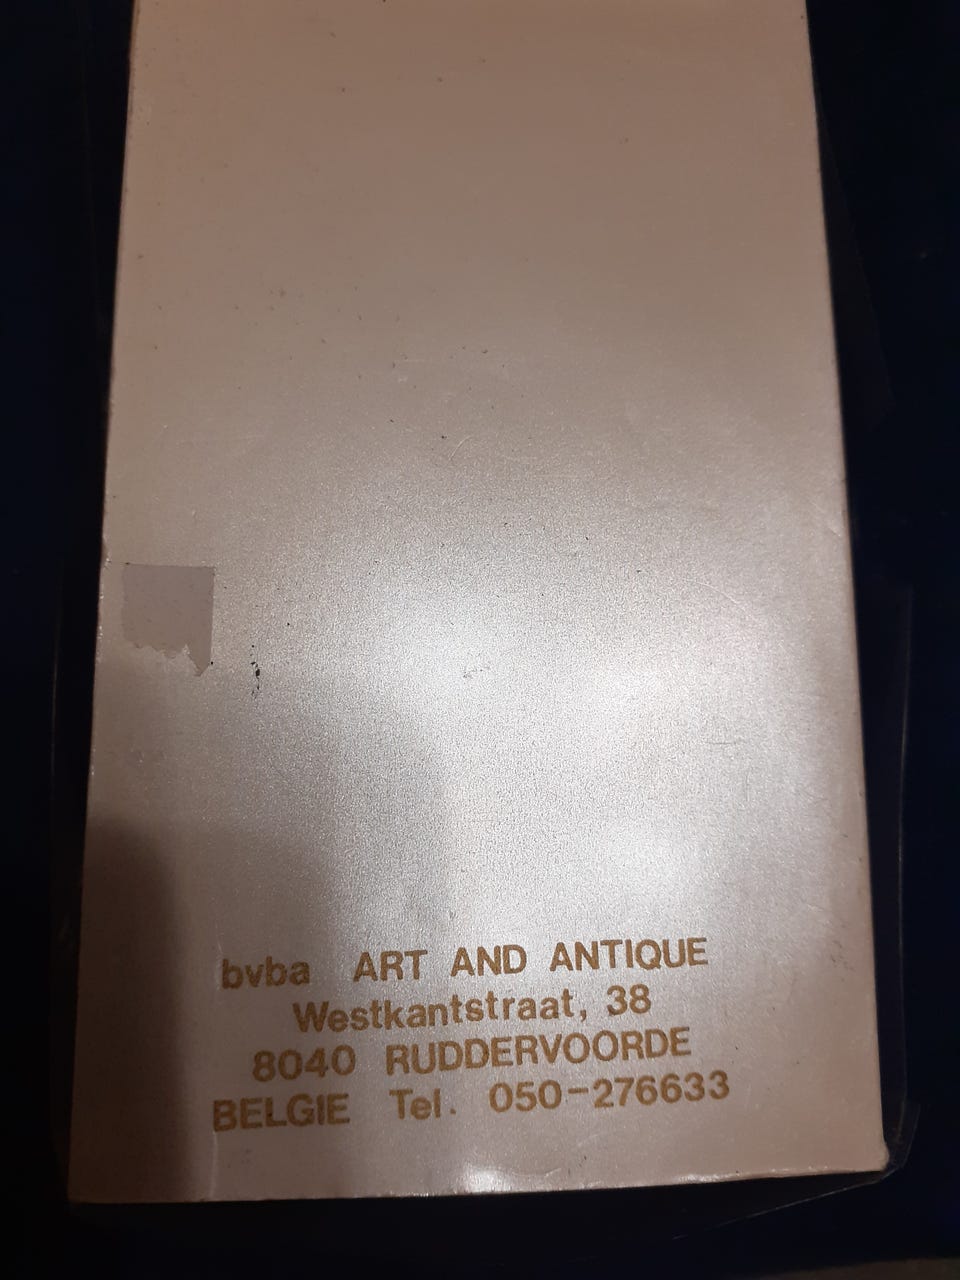 bvba ART AND ANTIQUE
Westkantstraat, 38
8040 RUDDERVOORDE
BELGIE Tel. 050-276633